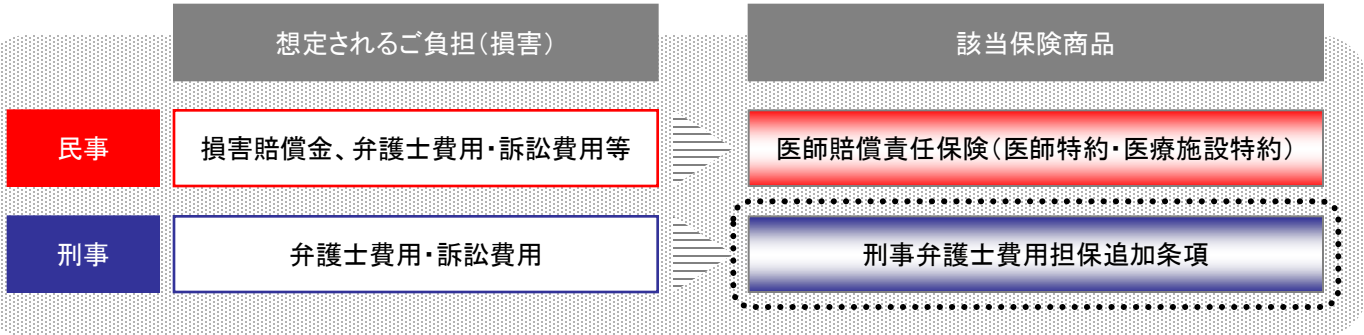 想定されるご負担（損害）
該当保険商品
民事
損害賠償金、弁護士費用・訴訟費用等
医師賠償責任保険（医師特約・医療施設特約）
刑事
弁護士費用・訴訟費用
刑事弁護士費用担保追加条項